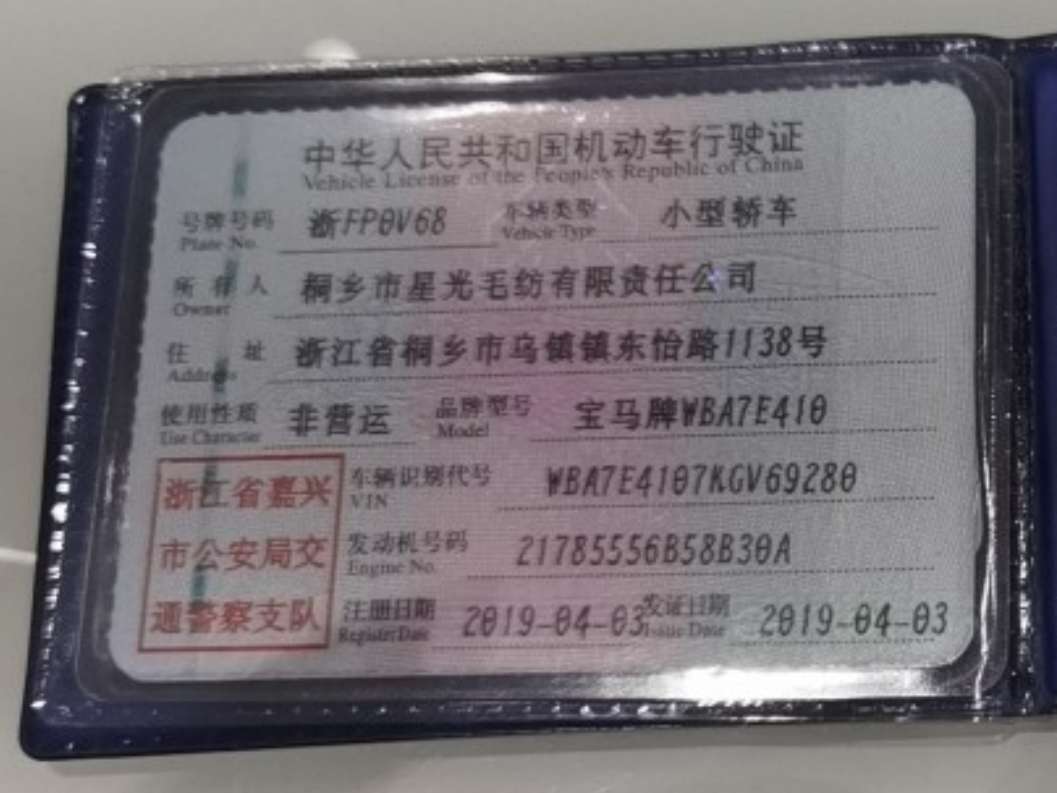 中华人民共和国机动车行驶证
Vehicle License of the People's Republic of China
号牌号码 浙FP0V68 车辆类型 小型轿车
Plate No. Vehicle Type
所有人 桐乡市星光毛纺有限责任公司
Owner
住址 浙江省桐乡市乌镇镇东怡路1138号
Address
使用性质 非营运 品牌型号 宝马牌WBA7E410
Use Character Model
浙江省嘉兴 车辆识别代号 WBA7E4107KGV69280
VIN
市公安局交 发动机号码 21785556B58B30A
Engine No.
通警察支队 注册日期 2019-04-03 发证日期 2019-04-03
Register Date Issue Date